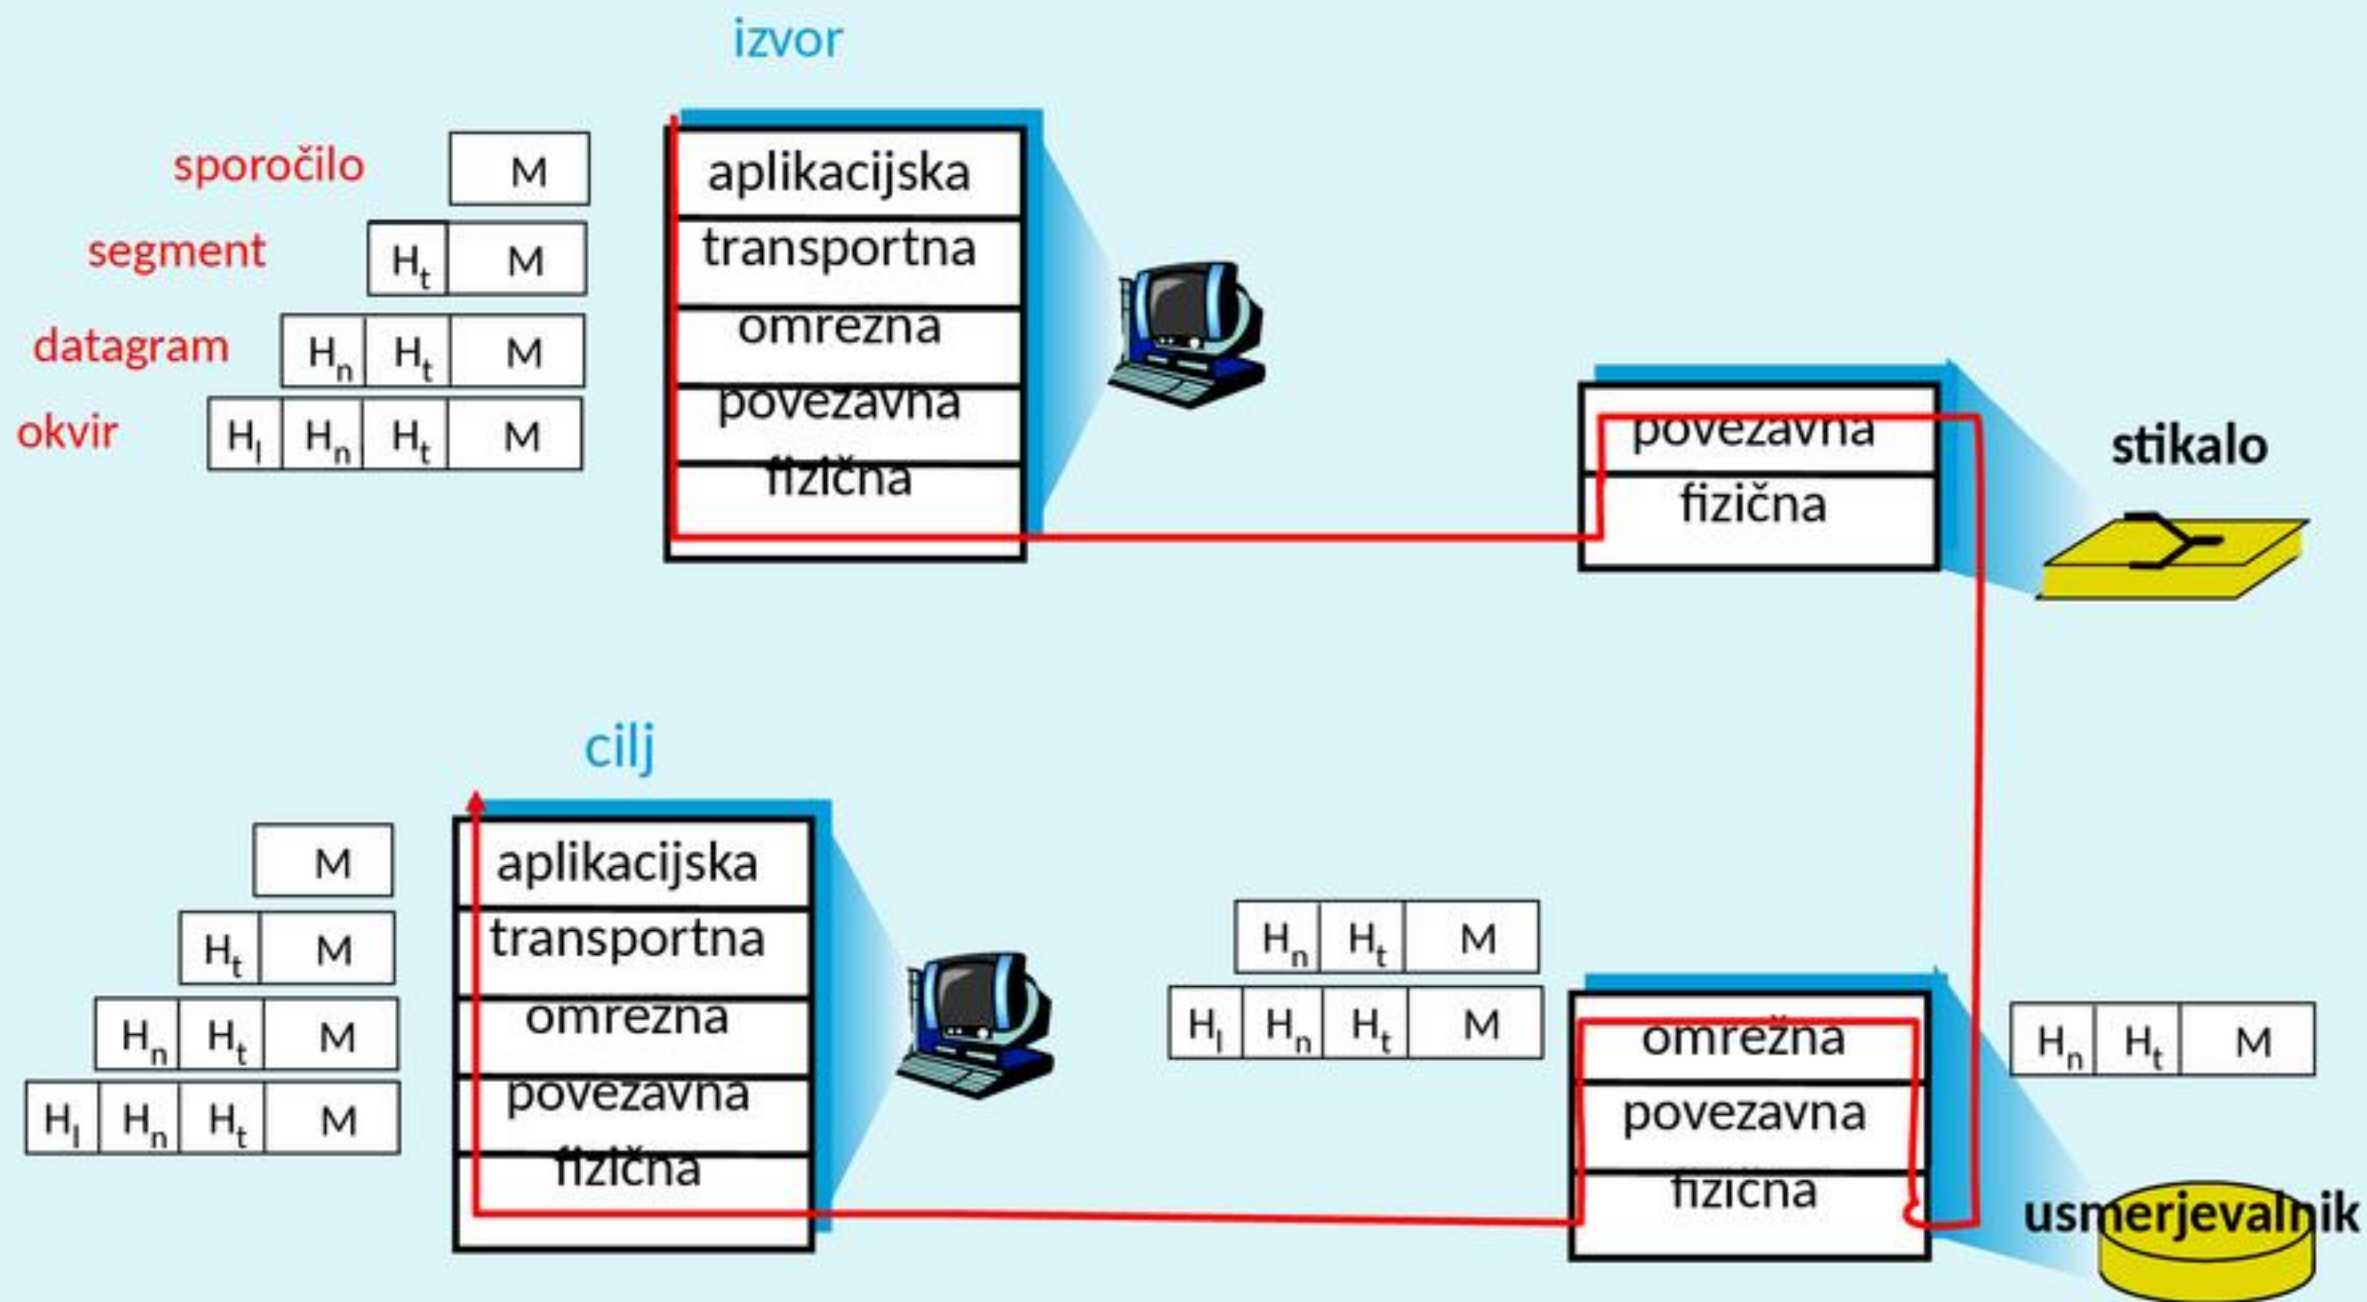 izvor
sporočilo M aplikacijska
segment Ht M transportna
datagram Hn Ht M omrežna
okvir Hl Hn Ht M povezavna
fizična
povezavna stikalo
fizična
cilj
M aplikacijska
Ht M transportna
Hn Ht M omrežna
Hl Hn Ht M povezavna
fizična
Hn Ht M
Hl Hn Ht M
omrežna Hn Ht M
povezavna
fizična
usmerjevalnik